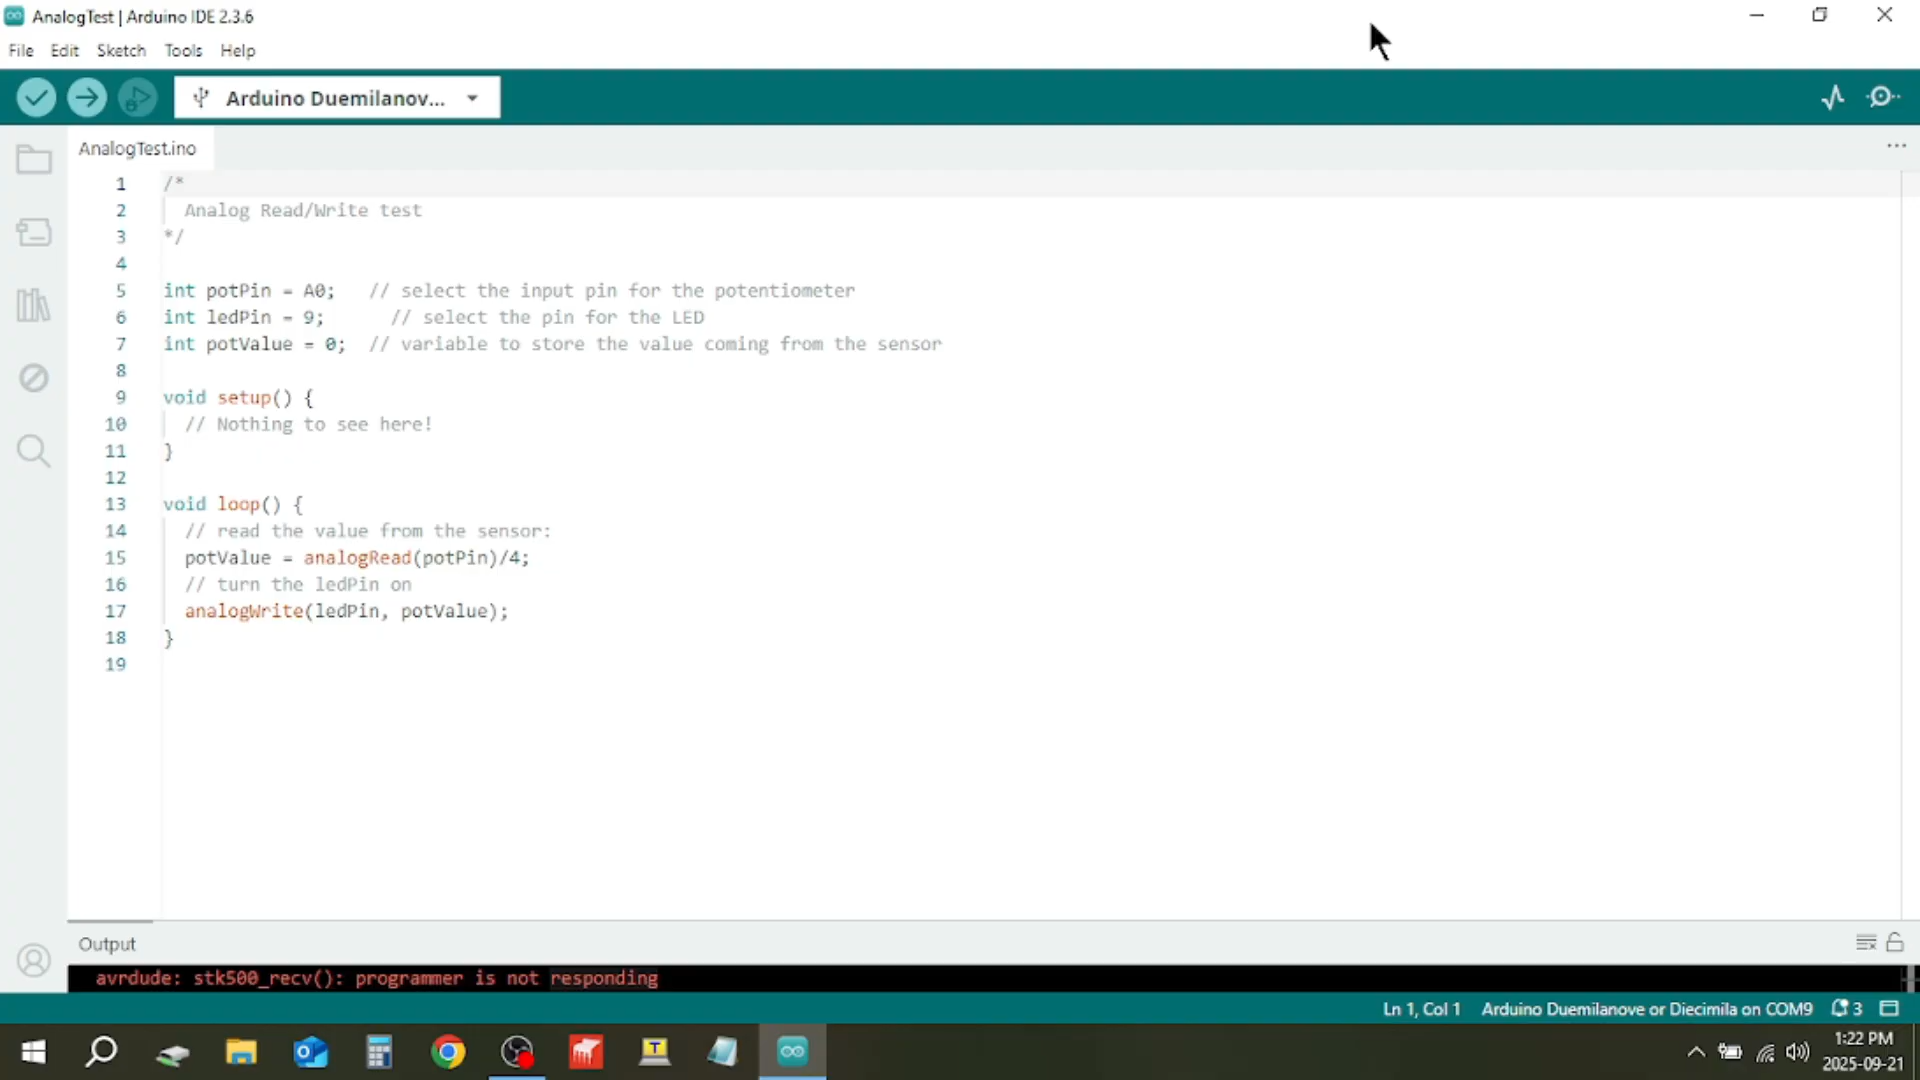 AnalogTest | Arduino IDE 2.3.6
File Edit Sketch Tools Help
Arduino Duemilanov...
AnalogTest.ino
1 /*
2 Analog Read/Write test
3 */
4
5 int potPin = A0; // select the input pin for the potentiometer
6 int ledPin = 9; // select the pin for the LED
7 int potValue = 0; // variable to store the value coming from the sensor
8
9 void setup() {
10 // Nothing to see here!
11 }
12
13 void loop() {
14 // read the value from the sensor:
15 potValue = analogRead(potPin)/4;
16 // turn the ledPin on
17 analogWrite(ledPin, potValue);
18 }
19
Output
avrdude: stk500_recv(): programmer is not responding
Ln 1, Col 1 Arduino Duemilanove or Diecimila on COM9 3
T
1:22 PM
2025-09-21